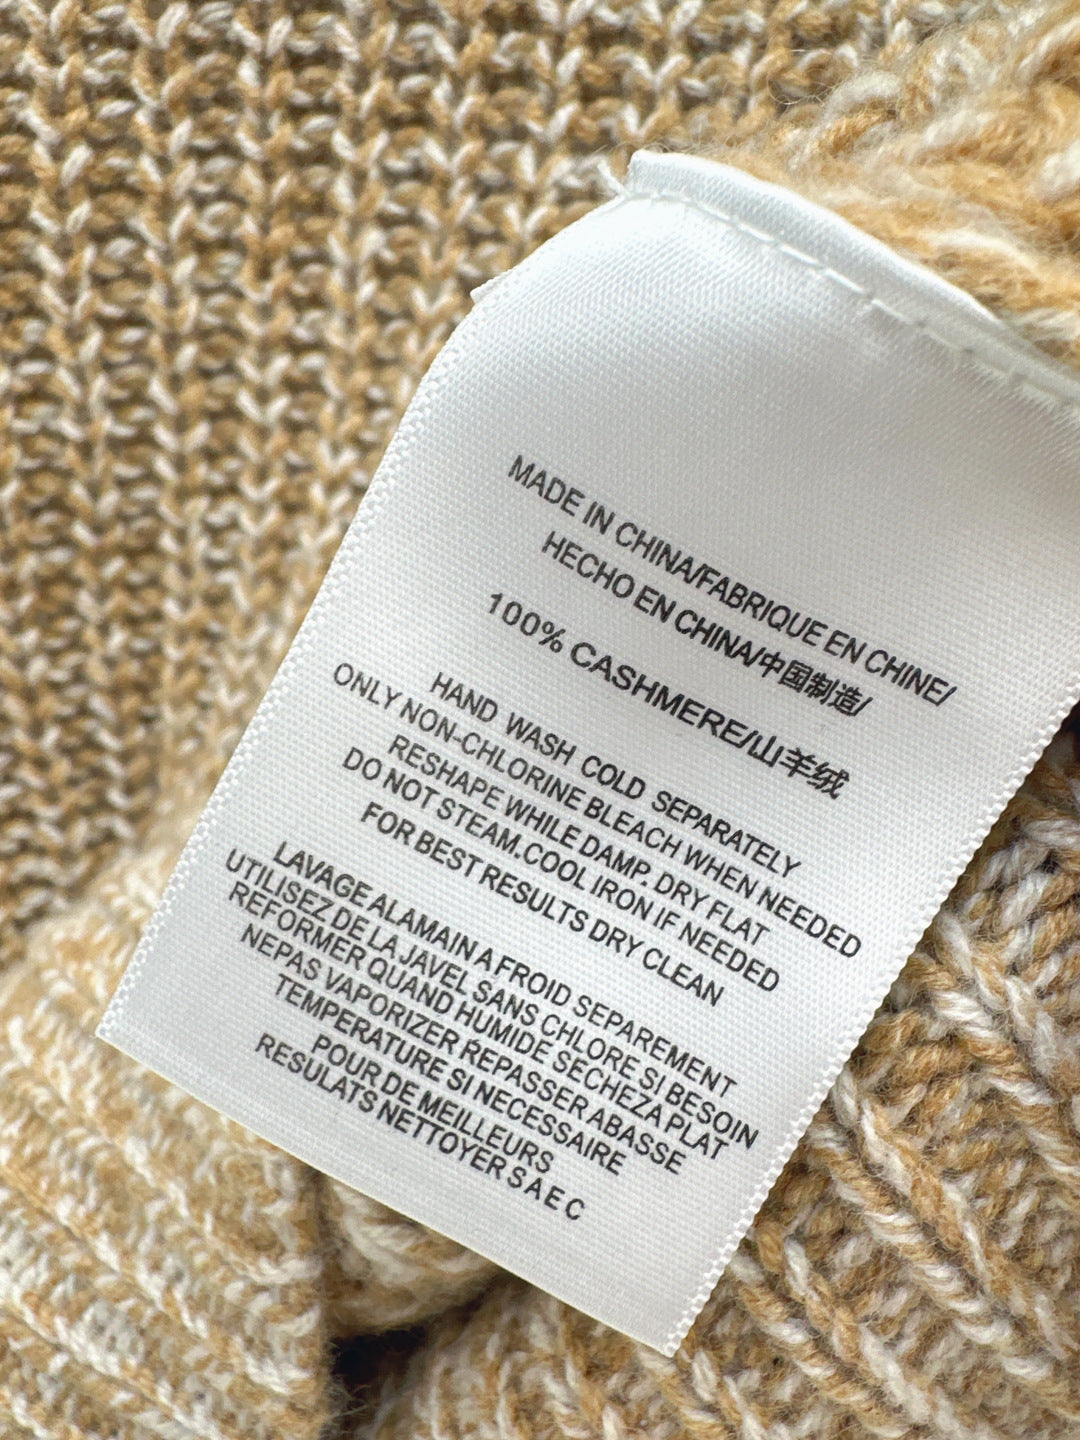 MADE IN CHINA/FABRIQUE EN CHINE/
HECHO EN CHINA/中国制造/
100% CASHMERE/山羊绒
HAND WASH COLD SEPARATELY
ONLY NON-CHLORINE BLEACH WHEN NEEDED
RESHAPE WHILE DAMP. DRY FLAT
DO NOT STEAM.COOL IRON IF NEEDED
FOR BEST RESULTS DRY CLEAN
LAVAGE ALAMAIN A FROID SEPAREMENT
UTILISEZ DE LA JAVEL SANS CHLORE SI BESOIN
REFORMER QUAND HUMIDE SECHEZA PLAT
NEPAS VAPORIZER REPASSER ABASSE
TEMPERATURE SI NECESSAIRE
POUR DE MEILLEURS
RESULATS NETTOYER S A E C